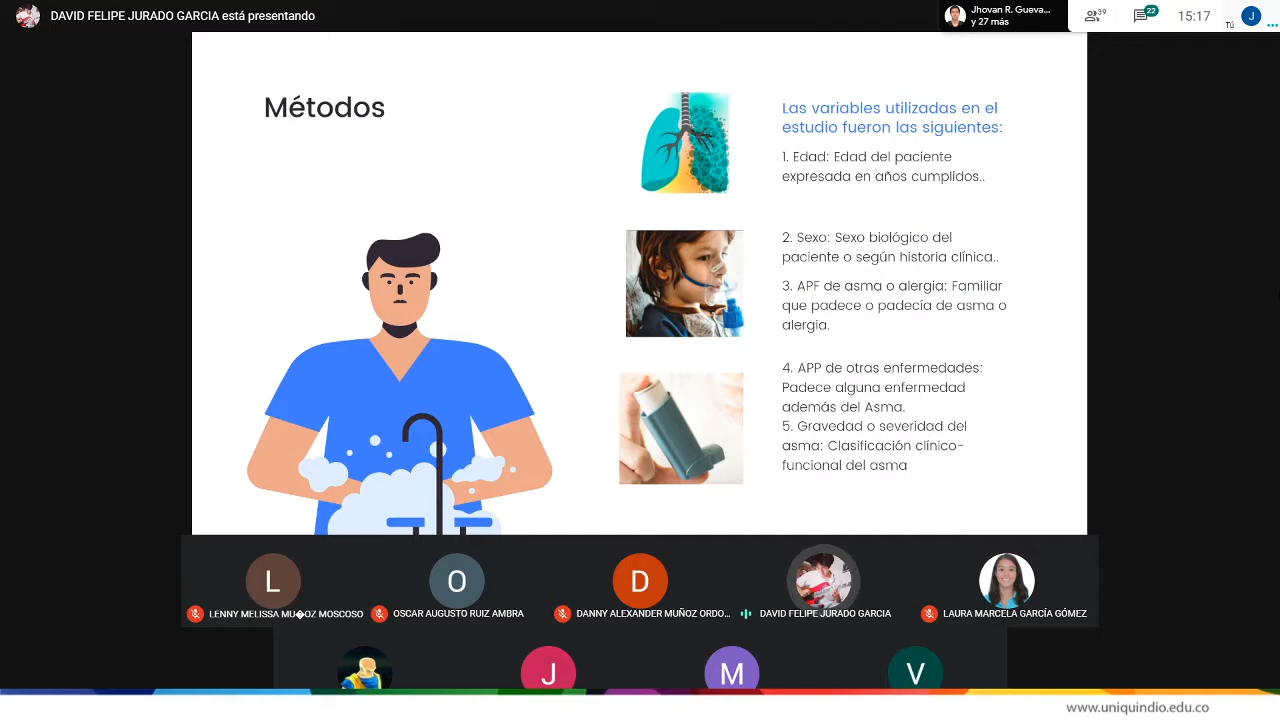 DAVID FELIPE JURADO GARCIA está presentando
Jhovan R. Gueva...
y 27 más
39
22
15:17
Tú
J
Métodos
Las variables utilizadas en el
estudio fueron las siguientes:
1. Edad: Edad del paciente
expresada en años cumplidos..
2. Sexo: Sexo biológico del
paciente o según historia clínica..
3. APF de asma o alergia: Familiar
que padece o padecía de asma o
alergia.
4. APP de otras enfermedades:
Padece alguna enfermedad
además del Asma.
5. Gravedad o severidad del
asma: Clasificación clínico-
funcional del asma
L
O
D
LENNY MELISSA MU�OZ MOSCOSO
OSCAR AUGUSTO RUIZ AMBRA
DANNY ALEXANDER MUÑOZ ORDO...
DAVID FELIPE JURADO GARCIA
LAURA MARCELA GARCÍA GÓMEZ
J
M
V
www.uniquindio.edu.co